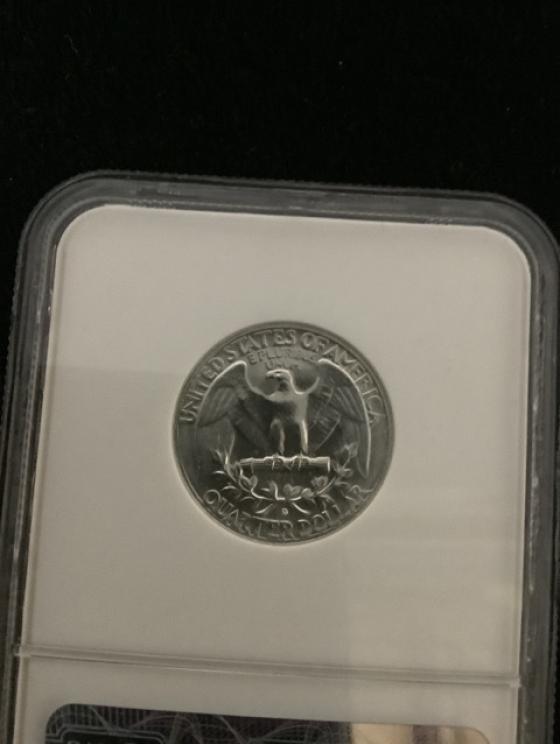 UNITED STATES OF AMERICA
E PLURIBUS
UNUM
D
QUARTER DOLLAR